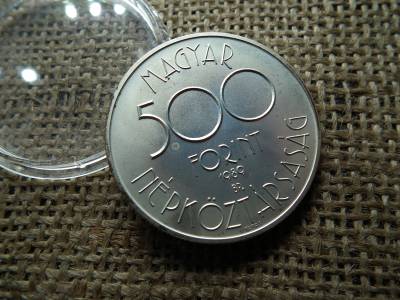 MAGYAR
500
FORINT
1989
BP.
NÉPKÖZTÁRSASÁG